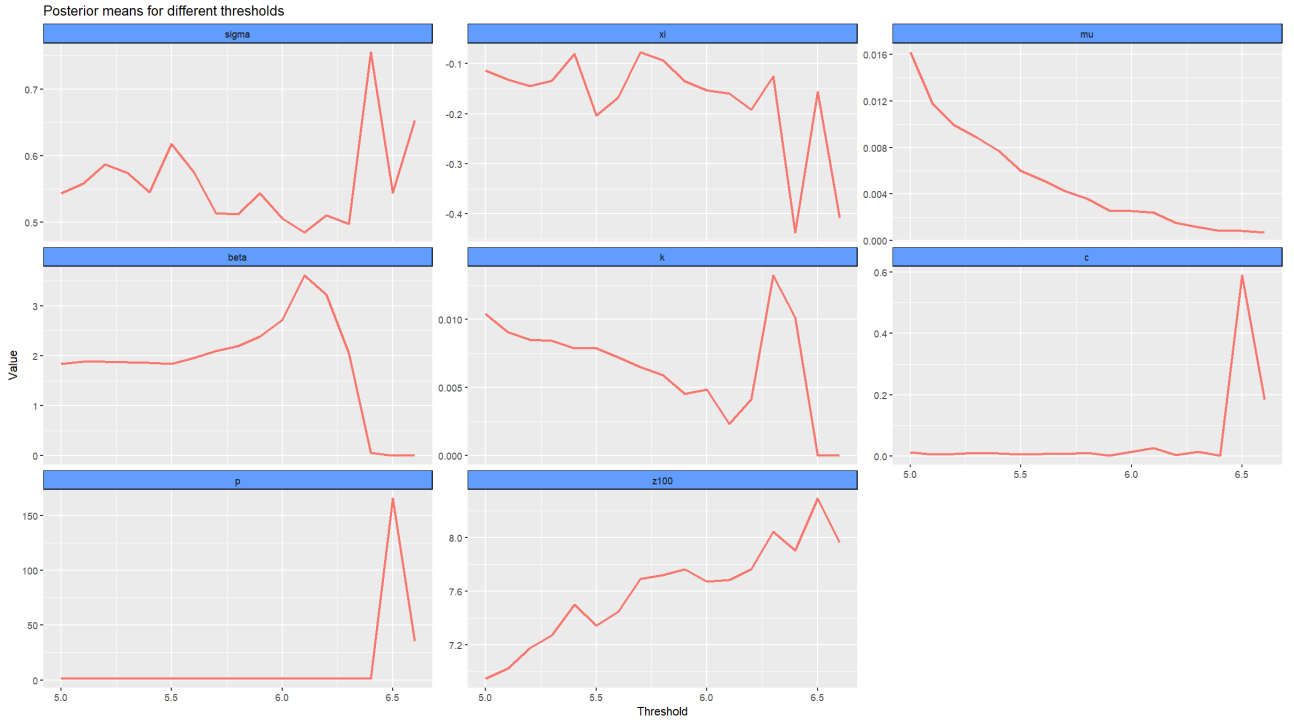 Posterior means for different thresholds
sigma
xi
mu
0.7
0.6
0.5
-0.1
-0.2
-0.3
-0.4
0.016
0.012
0.008
0.004
0.000
beta
k
c
3
2
1
0
0.010
0.005
0.000
0.6
0.4
0.2
0.0
5.0 5.5 6.0 6.5
Value
p
z100
150
100
50
0
8.0
7.6
7.2
5.0 5.5 6.0 6.5
5.0 5.5 6.0 6.5
Threshold